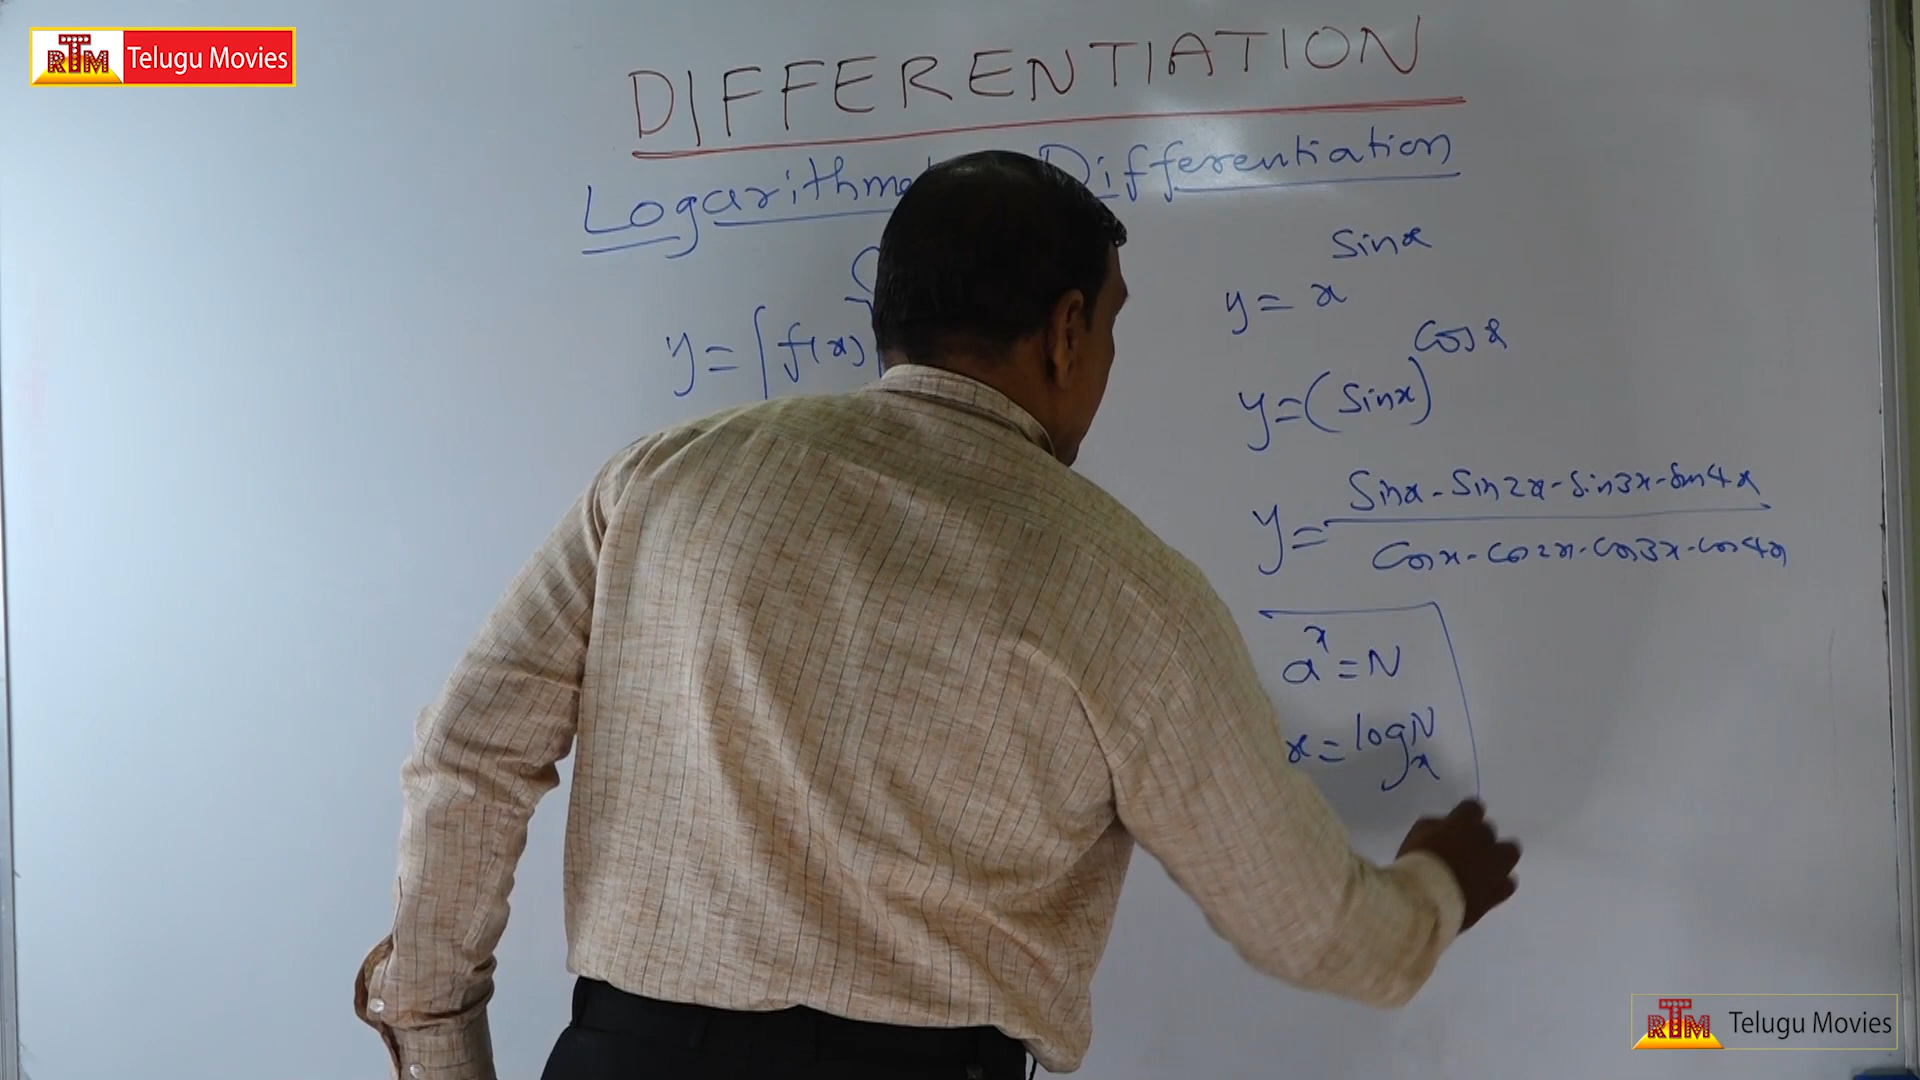 RTM Telugu Movies
DIFFERENTIATION
Logarithm Differentiation
y = x^sinx
y = [f(x)
y = (sinx)^cosx
y = sinx - sin2x - sin3x - sin4x
cosx - cos2x - cos3x - cos4x
a^x = N
x = log N x
RTM Telugu Movies